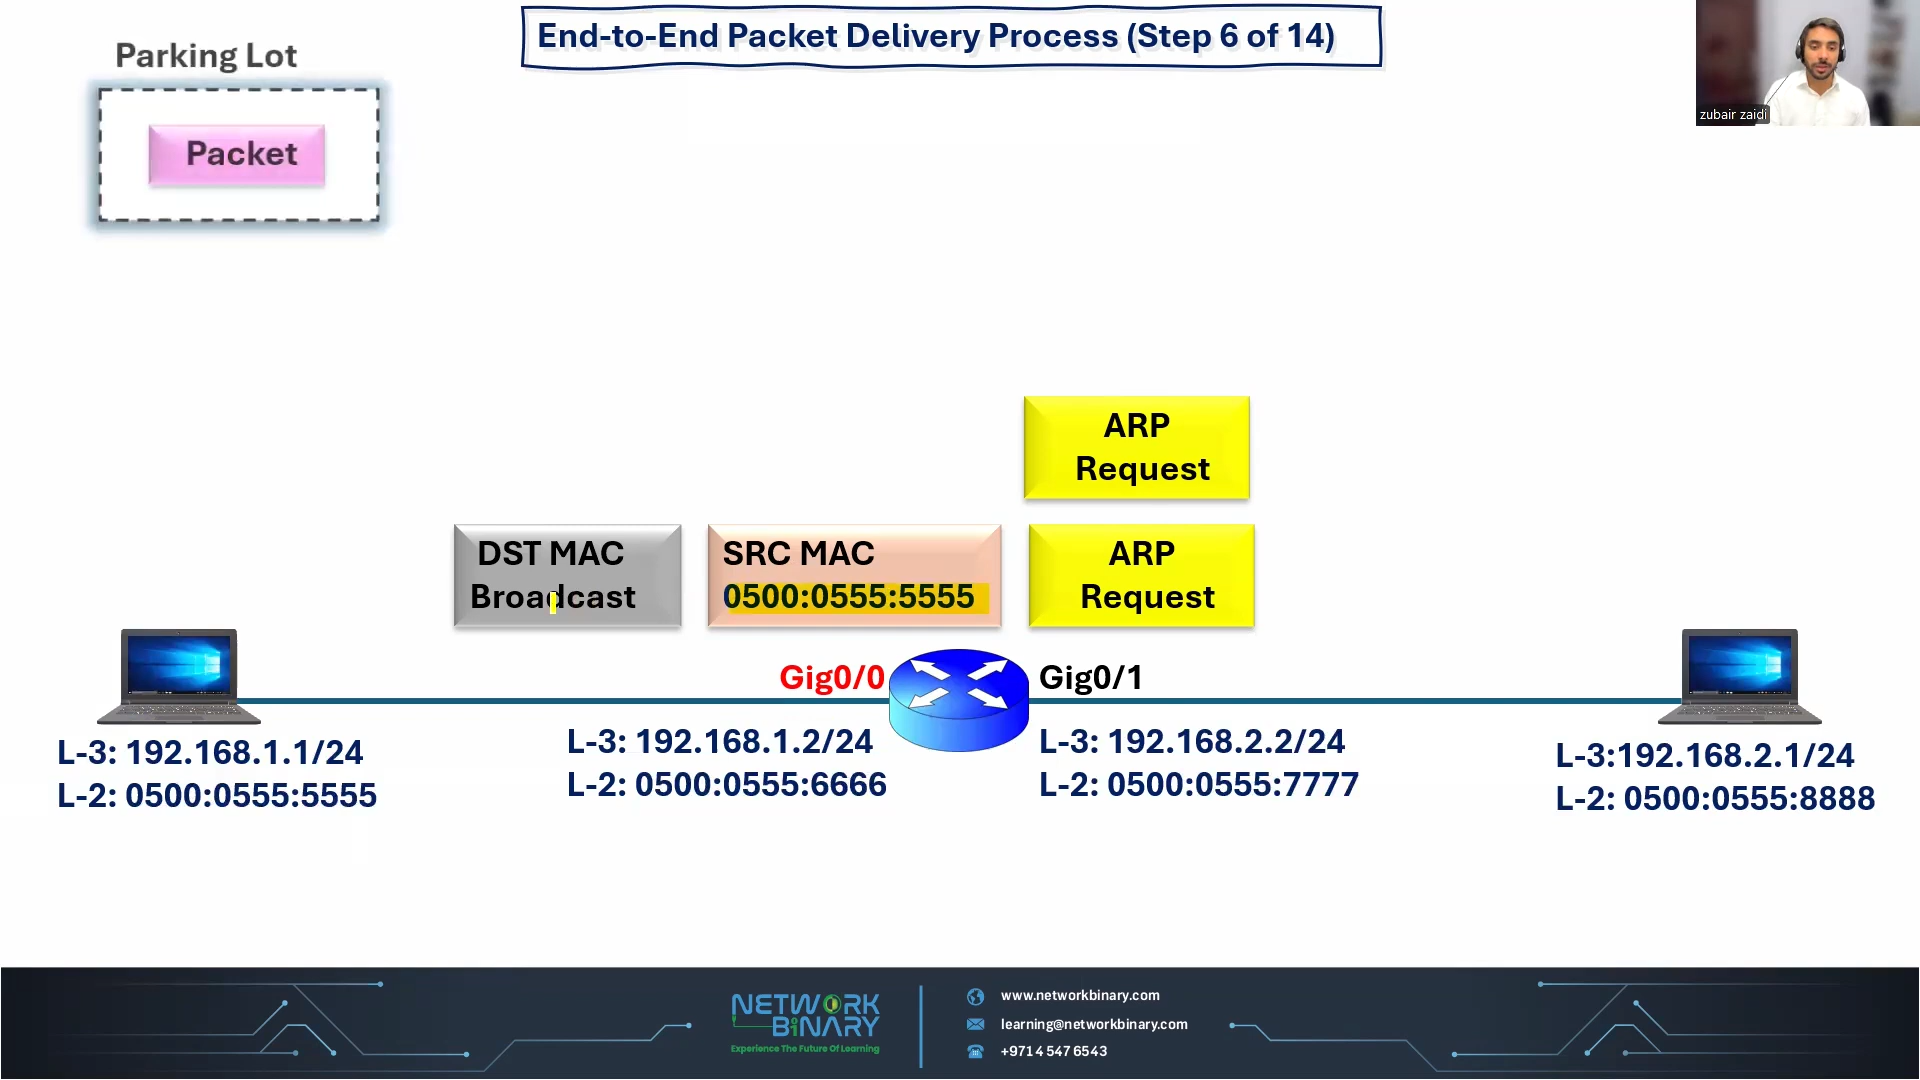 End-to-End Packet Delivery Process (Step 6 of 14)
Parking Lot
Packet
zubair zaidi
ARP
Request
DST MAC
Broadcast
SRC MAC
0500:0555:5555
ARP
Request
Gig0/0
Gig0/1
L-3: 192.168.1.1/24
L-2: 0500:0555:5555
L-3: 192.168.1.2/24
L-2: 0500:0555:6666
L-3: 192.168.2.2/24
L-2: 0500:0555:7777
L-3:192.168.2.1/24
L-2: 0500:0555:8888
NETWORK
BiNARY
Experience The Future Of Learning
www.networkbinary.com
learning@networkbinary.com
+971 4 547 6543